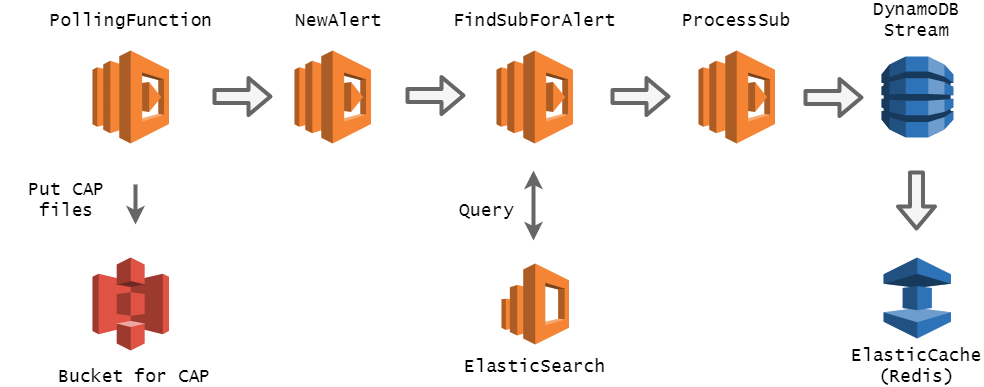 PollingFunction
NewAlert
FindSubForAlert
ProcessSub
DynamoDB
Stream
Put CAP
files
Query
Bucket for CAP
ElasticSearch
ElasticCache
(Redis)